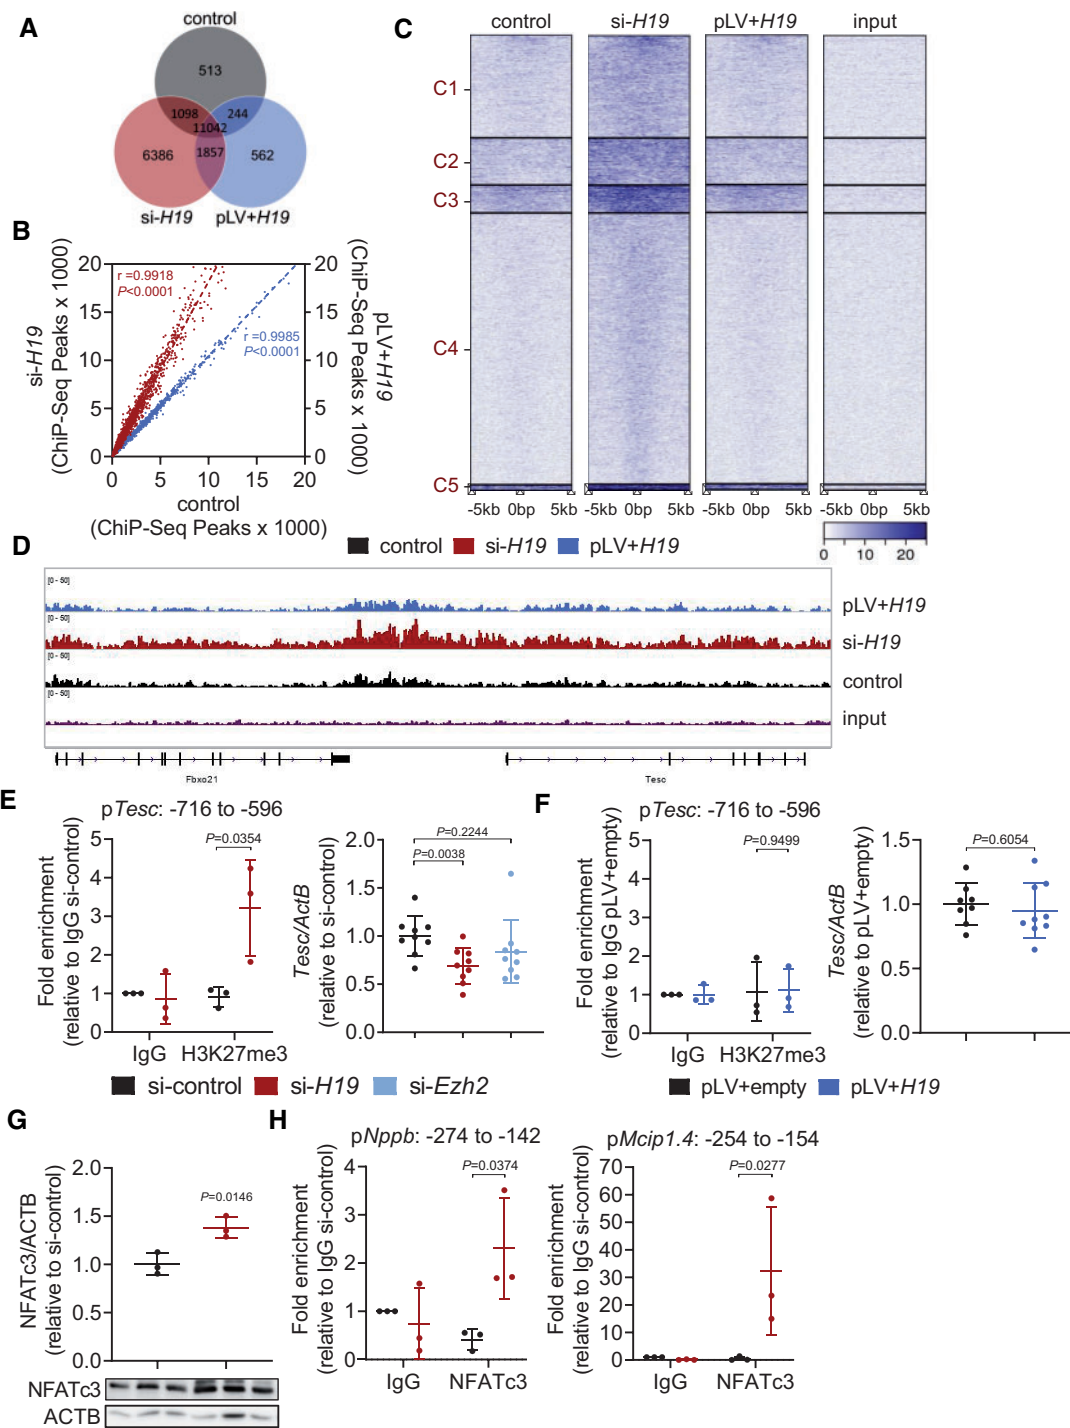 A
control
513
1098
244
11042
6386
1857
562
si-H19
pLV+H19
B
si-H19
(ChiP-Seq Peaks x 1000)
20
15
10
5
0
r =0.9918
P<0.0001
r =0.9985
P<0.0001
20
15
10
5
0
pLV+H19
(ChiP-Seq Peaks x 1000)
0 5 10 15 20
control
(ChiP-Seq Peaks x 1000)
C
control si-H19 pLV+H19 input
C1
C2
C3
C4
C5
-5kb 0bp 5kb -5kb 0bp 5kb -5kb 0bp 5kb -5kb 0bp 5kb
0 10 20
control si-H19 pLV+H19
D
[0 - 50]
pLV+H19
[0 - 50]
si-H19
[0 - 50]
control
[0 - 50]
input
Fbxo21 Tesc
E
pTesc: -716 to -596
Fold enrichment
(relative to IgG si-control)
5
4
3
2
1
0
P=0.0354
IgG H3K27me3
Tesc/ActB
(relative to si-control)
2.0
1.5
1.0
0.5
0
P=0.2244
P=0.0038
si-control si-H19 si-Ezh2
F
pTesc: -716 to -596
Fold enrichment
(relative to IgG pLV+empty)
5
4
3
2
1
0
P=0.9499
IgG H3K27me3
Tesc/ActB
(relative to pLV+empty)
1.5
1.0
0.5
0.0
P=0.6054
pLV+empty pLV+H19
G
NFATc3/ACTB
(relative to si-control)
2.0
1.5
1.0
0.5
0.0
P=0.0146
NFATc3
ACTB
H
pNppb: -274 to -142
Fold enrichment
(relative to IgG si-control)
4
3
2
1
0
P=0.0374
IgG NFATc3
pMcip1.4: -254 to -154
Fold enrichment
(relative to IgG si-control)
70
60
50
40
30
20
10
0
P=0.0277
IgG NFATc3